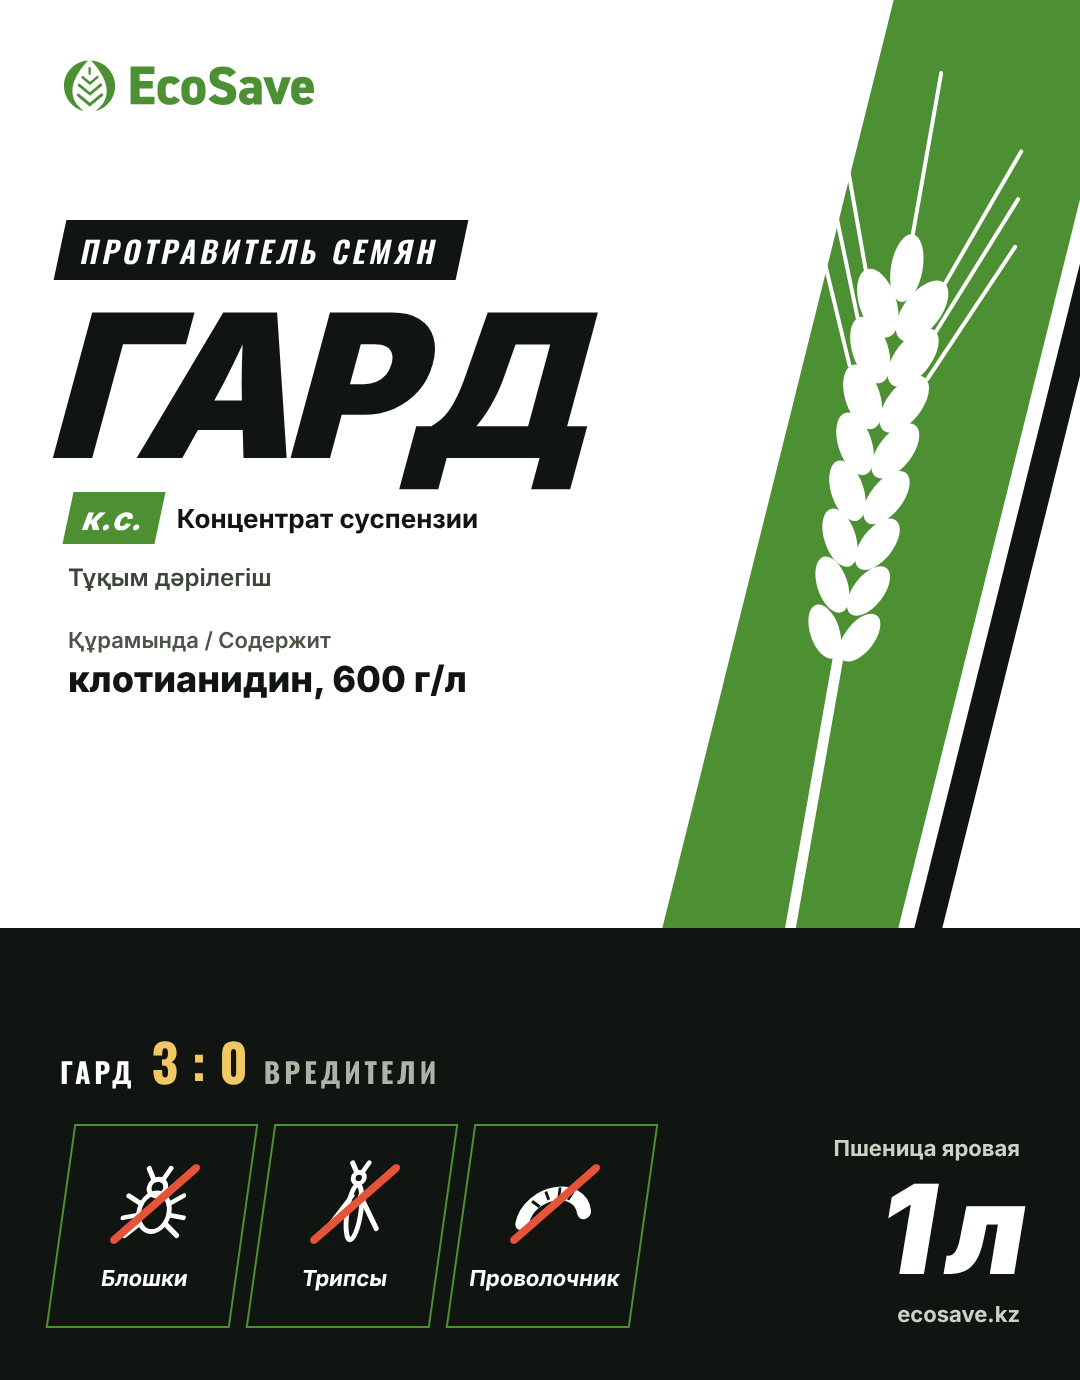 EcoSave
ПРОТРАВИТЕЛЬ СЕМЯН
ГАРД
к.с. Концентрат суспензии
Тұқым дәрілегіш
Құрамында / Содержит
клотианидин, 600 г/л
ГАРД 3 : 0 ВРЕДИТЕЛИ
Блошки
Трипсы
Проволочник
Пшеница яровая
1л
ecosave.kz